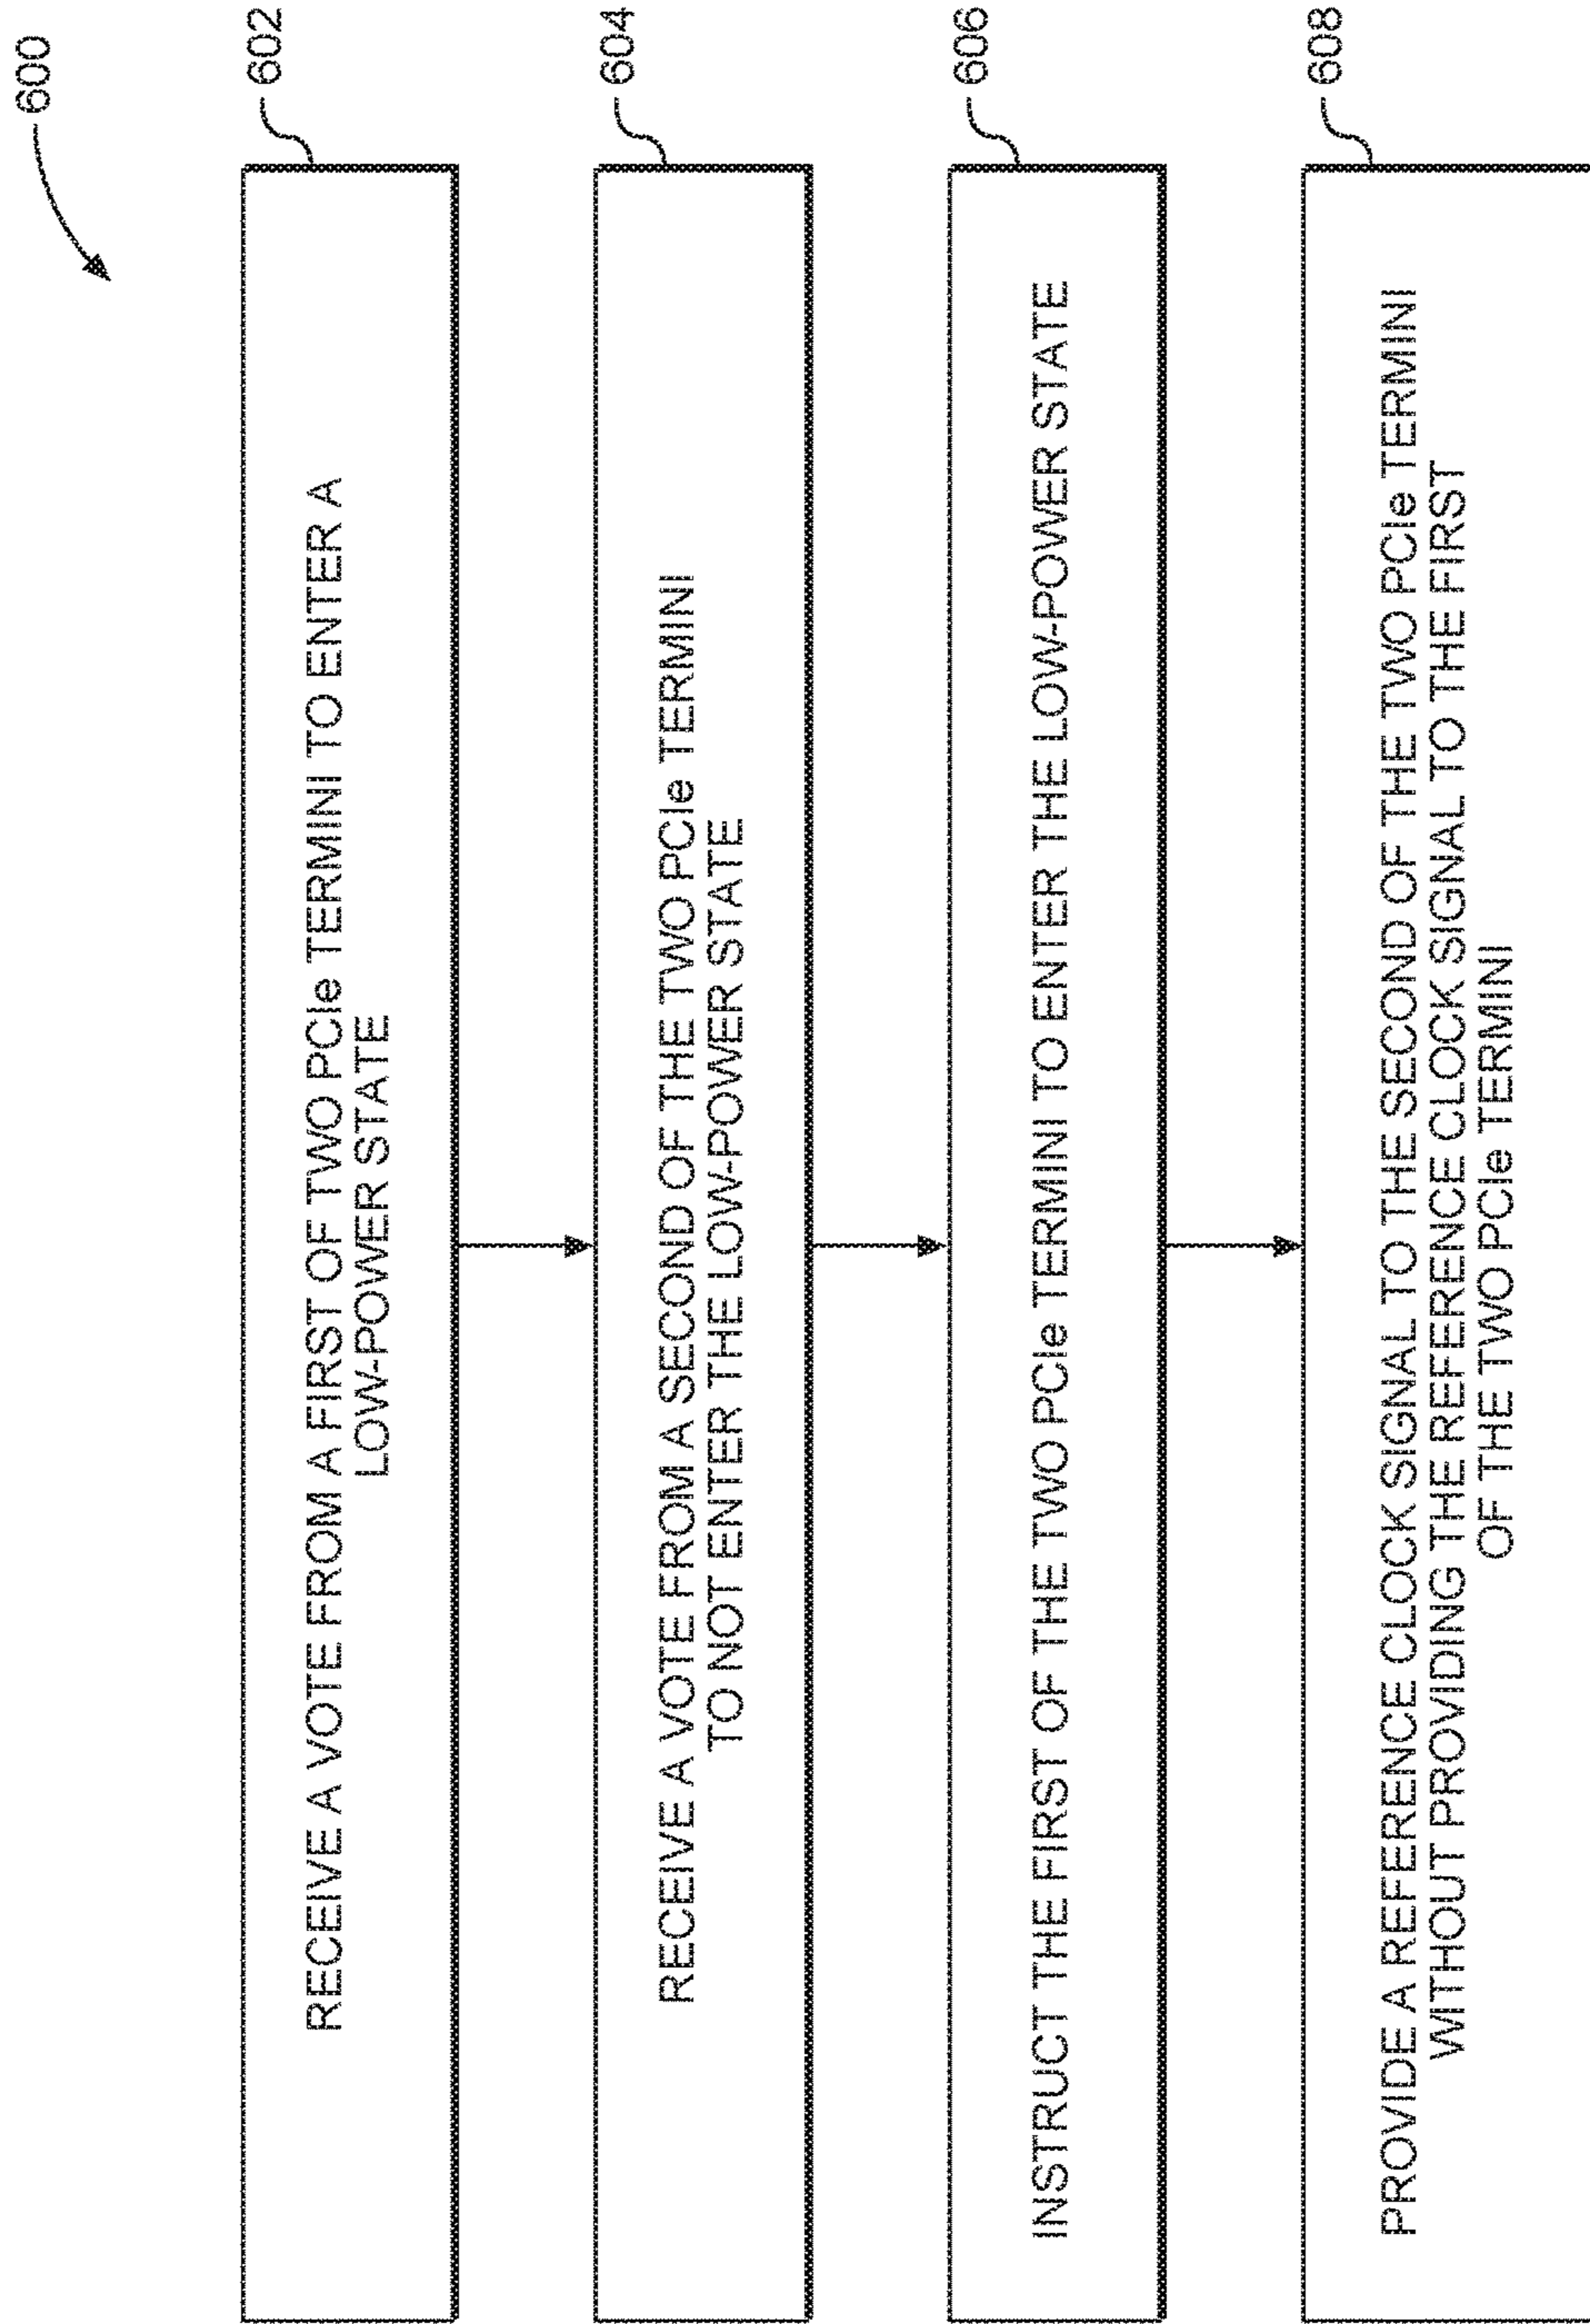 600
602
RECEIVE A VOTE FROM A FIRST OF TWO PCIe TERMINI TO ENTER A
LOW-POWER STATE
604
RECEIVE A VOTE FROM A SECOND OF THE TWO PCIe TERMINI
TO NOT ENTER THE LOW-POWER STATE
606
INSTRUCT THE FIRST OF THE TWO PCIe TERMINI TO ENTER THE LOW-POWER STATE
608
PROVIDE A REFERENCE CLOCK SIGNAL TO THE SECOND OF THE TWO PCIe TERMINI
WITHOUT PROVIDING THE REFERENCE CLOCK SIGNAL TO THE FIRST
OF THE TWO PCIe TERMINI